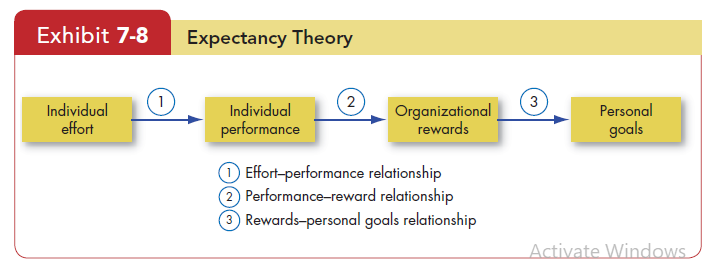 Exhibit 7-8 Expectancy Theory
Individual effort
1
Individual performance
2
Organizational rewards
3
Personal goals
1 Effort–performance relationship
2 Performance–reward relationship
3 Rewards–personal goals relationship
Activate Windows